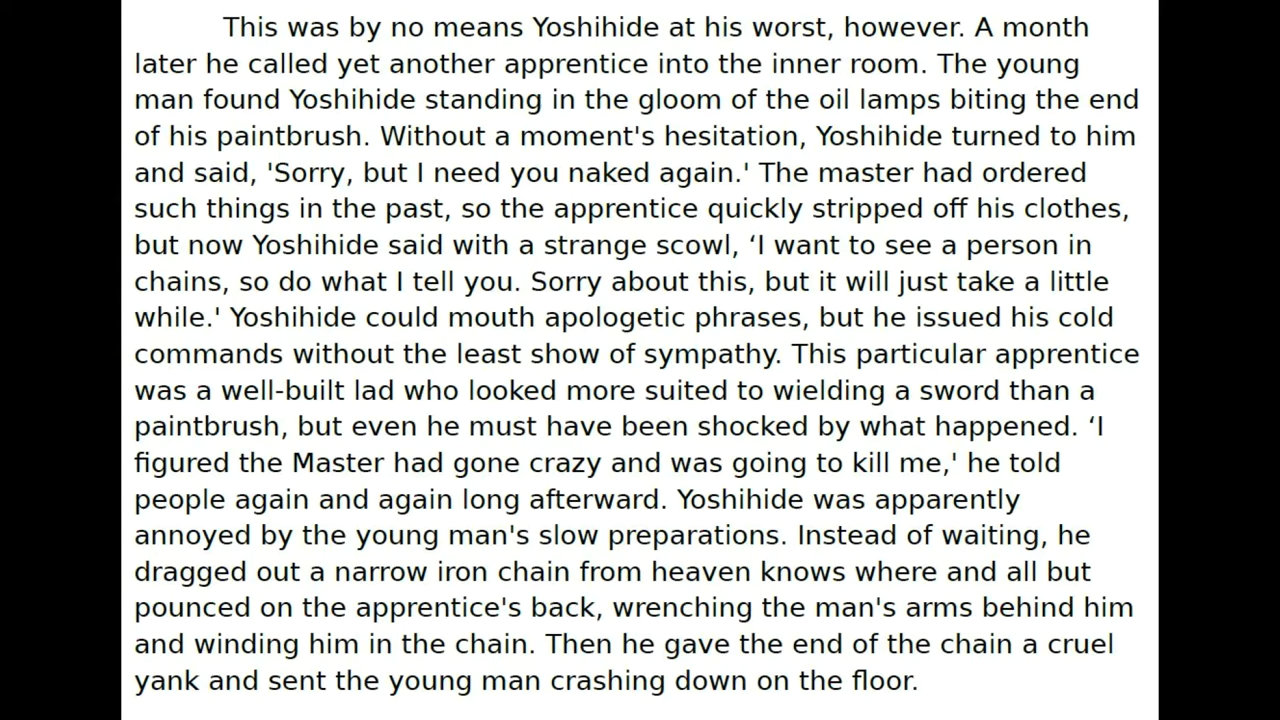 This was by no means Yoshihide at his worst, however. A month
later he called yet another apprentice into the inner room. The young
man found Yoshihide standing in the gloom of the oil lamps biting the end
of his paintbrush. Without a moment's hesitation, Yoshihide turned to him
and said, 'Sorry, but I need you naked again.' The master had ordered
such things in the past, so the apprentice quickly stripped off his clothes,
but now Yoshihide said with a strange scowl, ‘I want to see a person in
chains, so do what I tell you. Sorry about this, but it will just take a little
while.' Yoshihide could mouth apologetic phrases, but he issued his cold
commands without the least show of sympathy. This particular apprentice
was a well-built lad who looked more suited to wielding a sword than a
paintbrush, but even he must have been shocked by what happened. ‘I
figured the Master had gone crazy and was going to kill me,' he told
people again and again long afterward. Yoshihide was apparently
annoyed by the young man's slow preparations. Instead of waiting, he
dragged out a narrow iron chain from heaven knows where and all but
pounced on the apprentice's back, wrenching the man's arms behind him
and winding him in the chain. Then he gave the end of the chain a cruel
yank and sent the young man crashing down on the floor.